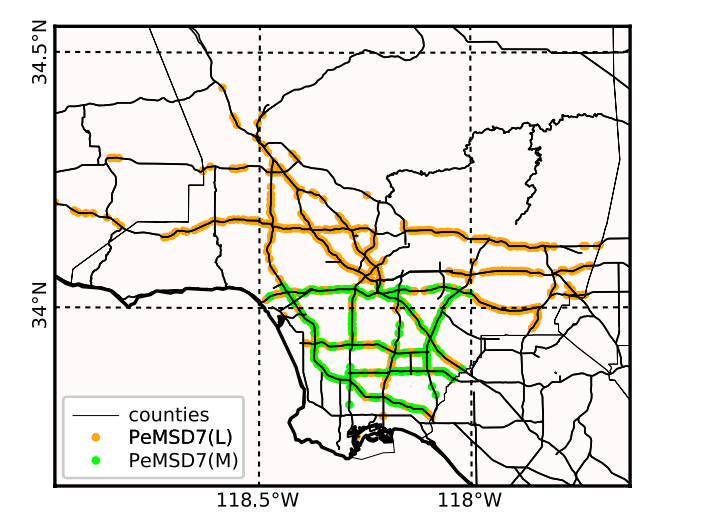 34.5°N
34°N
counties
PeMSD7(L)
PeMSD7(M)
118.5°W
118°W